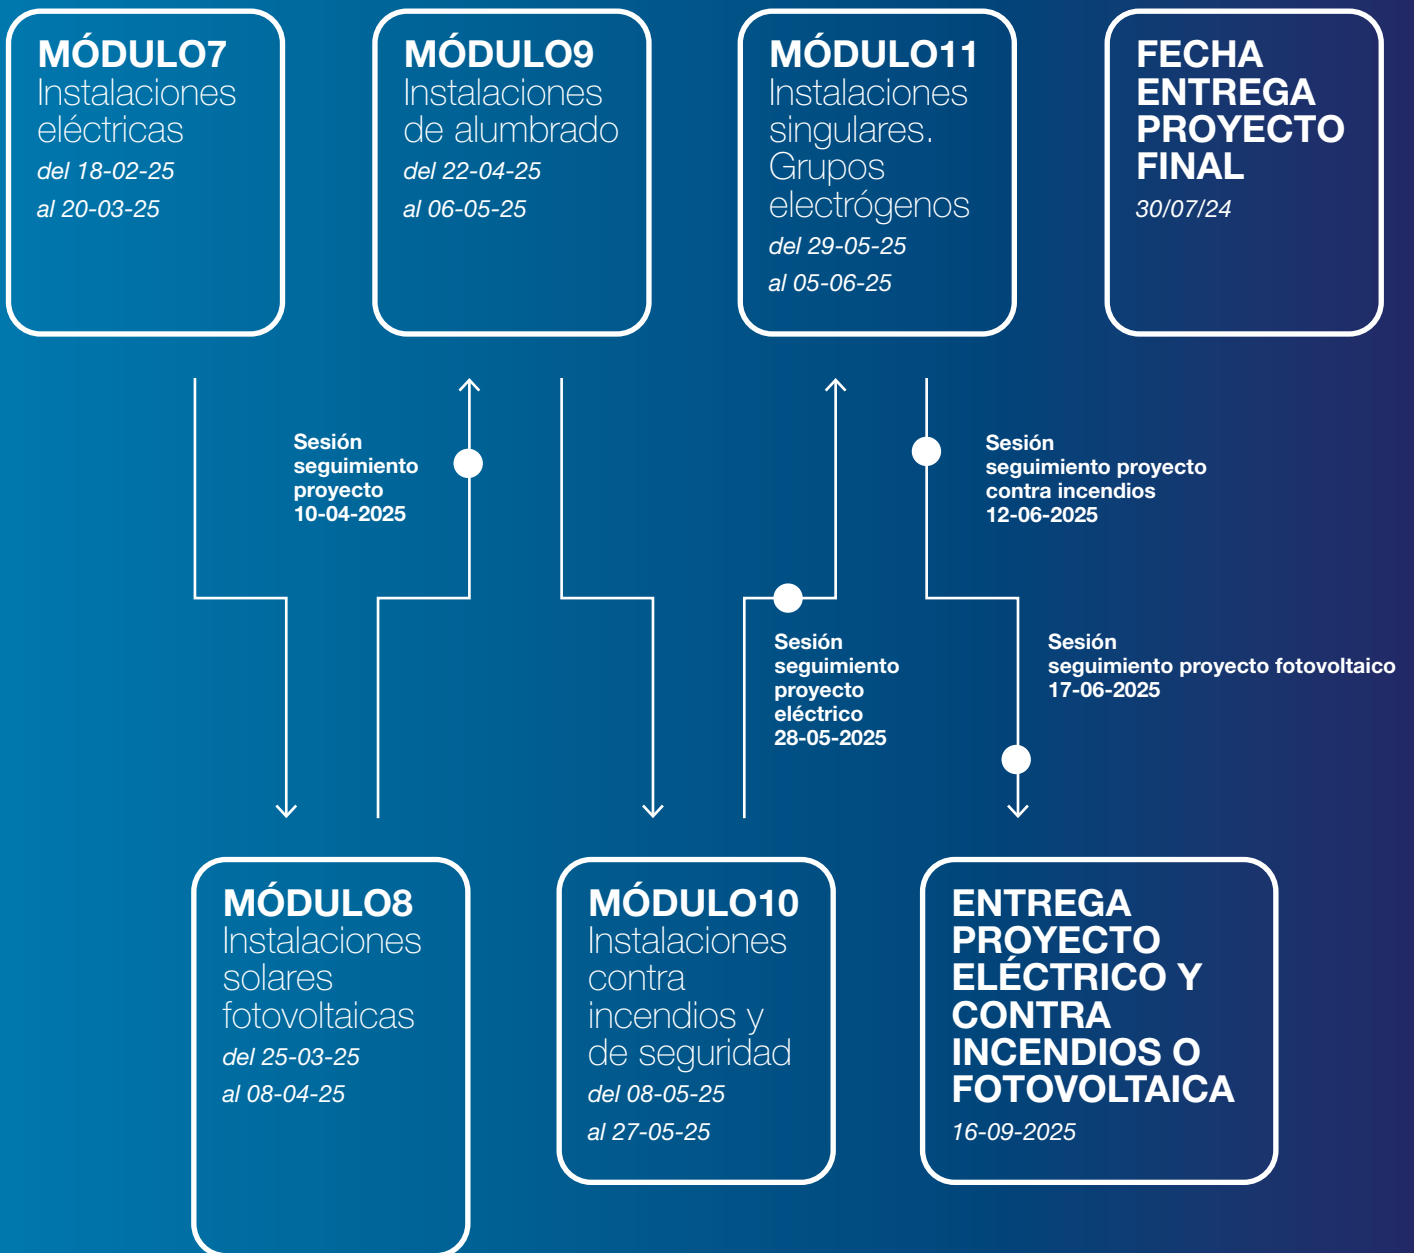 MÓDULO7
Instalaciones
eléctricas
del 18-02-25
al 20-03-25
MÓDULO9
Instalaciones
de alumbrado
del 22-04-25
al 06-05-25
MÓDULO11
Instalaciones
singulares.
Grupos
electrógenos
del 29-05-25
al 05-06-25
FECHA
ENTREGA
PROYECTO
FINAL
30/07/24
Sesión
seguimiento
proyecto
10-04-2025
Sesión
seguimiento proyecto
contra incendios
12-06-2025
Sesión
seguimiento
proyecto
eléctrico
28-05-2025
Sesión
seguimiento proyecto fotovoltaico
17-06-2025
MÓDULO8
Instalaciones
solares
fotovoltaicas
del 25-03-25
al 08-04-25
MÓDULO10
Instalaciones
contra
incendios y
de seguridad
del 08-05-25
al 27-05-25
ENTREGA
PROYECTO
ELÉCTRICO Y
CONTRA
INCENDIOS O
FOTOVOLTAICA
16-09-2025